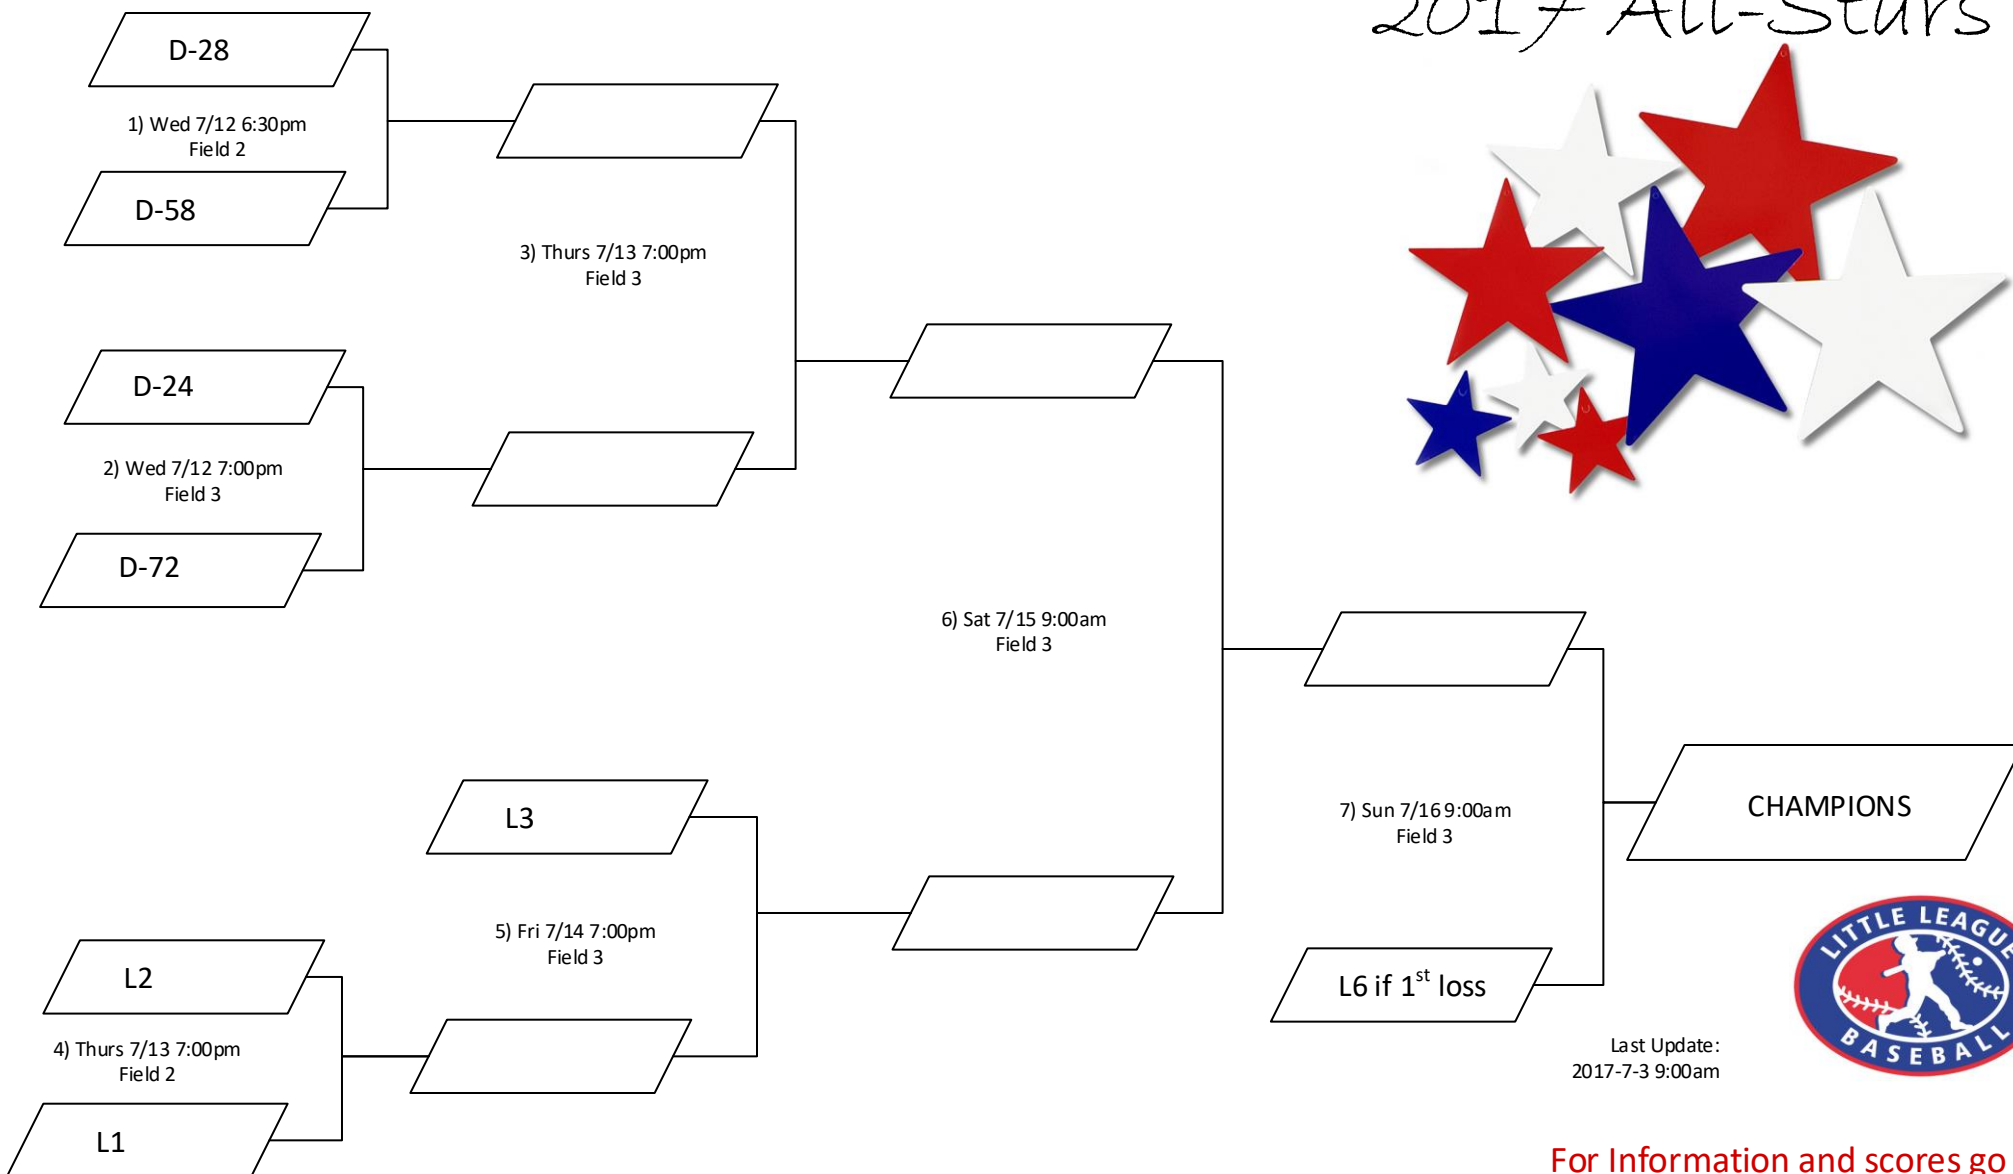 2017 All-Stars
D-28
1) Wed 7/12 6:30pm
Field 2
D-58
3) Thurs 7/13 7:00pm
Field 3
D-24
2) Wed 7/12 7:00pm
Field 3
D-72
6) Sat 7/15 9:00am
Field 3
L3
7) Sun 7/16 9:00am
Field 3
CHAMPIONS
5) Fri 7/14 7:00pm
Field 3
L2
L6 if 1st loss
4) Thurs 7/13 7:00pm
Field 2
L1
LITTLE LEAGUE
BASEBALL
Last Update:
2017-7-3 9:00am
For Information and scores go